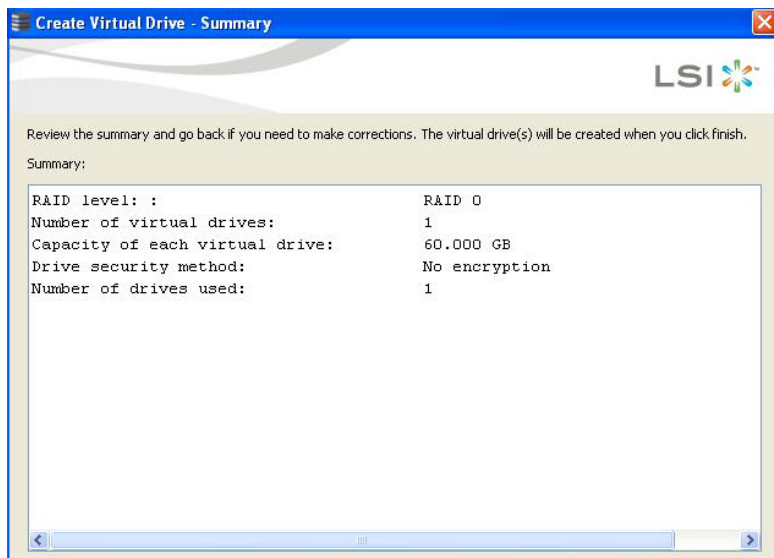 Create Virtual Drive - Summary
LSI
Review the summary and go back if you need to make corrections. The virtual drive(s) will be created when you click finish.
Summary:
RAID level: : RAID 0
Number of virtual drives: 1
Capacity of each virtual drive: 60.000 GB
Drive security method: No encryption
Number of drives used: 1